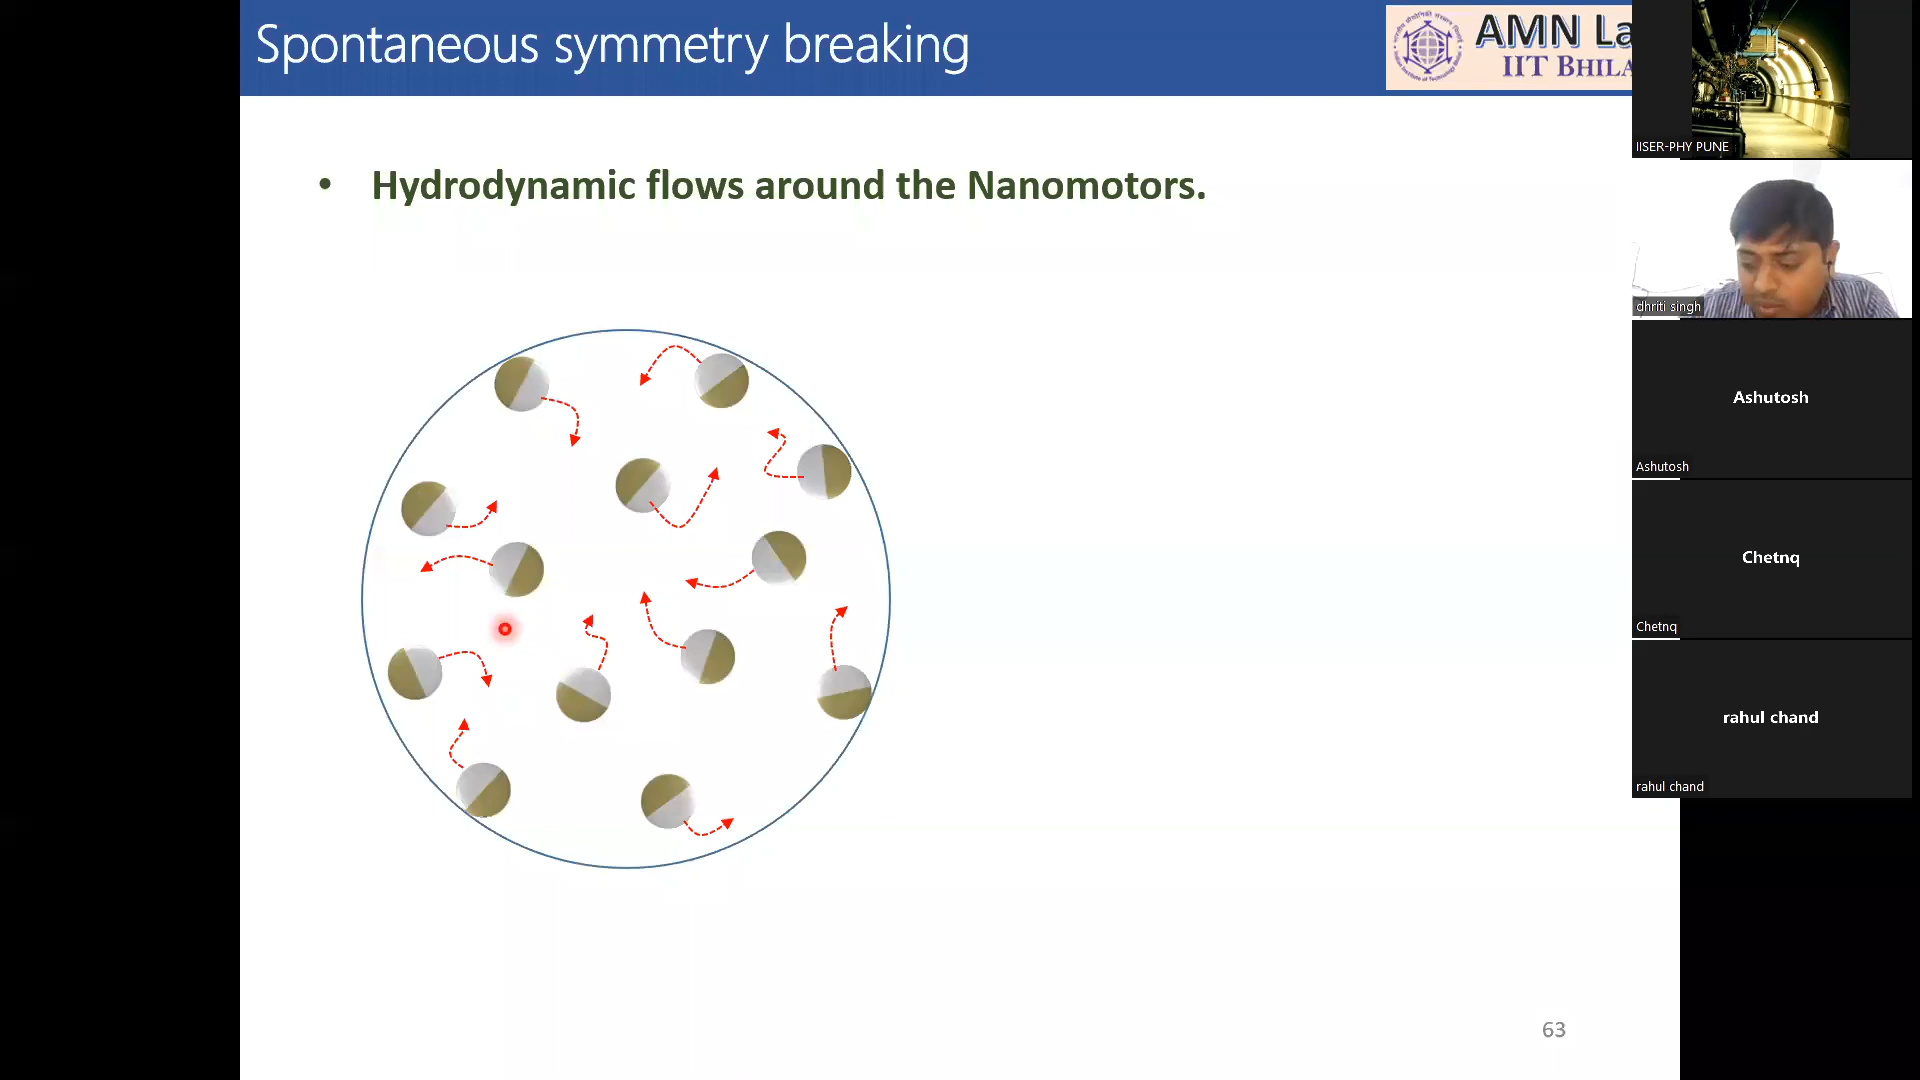 Spontaneous symmetry breaking
AMN La
IIT BHILA
• Hydrodynamic flows around the Nanomotors.
63
IISER-PHY PUNE
dhriti singh
Ashutosh
Ashutosh
Chetnq
Chetnq
rahul chand
rahul chand